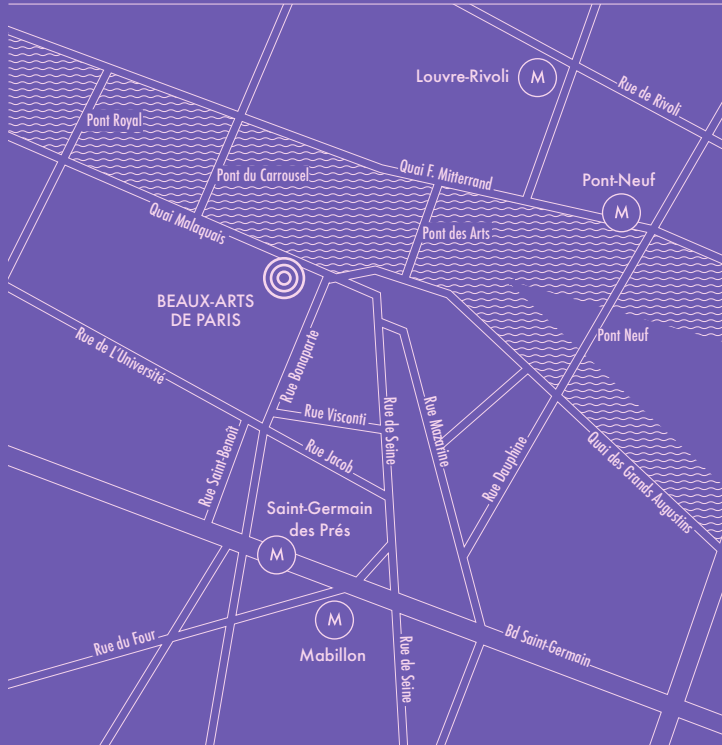 Louvre-Rivoli
M
Rue de Rivoli
Pont Royal
Pont du Carrousel
Quai F. Mitterrand
Pont-Neuf
M
Quai Malaquais
Pont des Arts
BEAUX-ARTS
DE PARIS
Pont Neuf
Rue de L'Université
Rue Bonaparte
Rue Visconti
Rue de Seine
Rue Mazarine
Rue Saint-Benoît
Rue Jacob
Rue Dauphine
Quai des Grands Augustins
Saint-Germain
des Prés
M
M
Mabillon
Rue du Four
Rue de Seine
Bd Saint-Germain